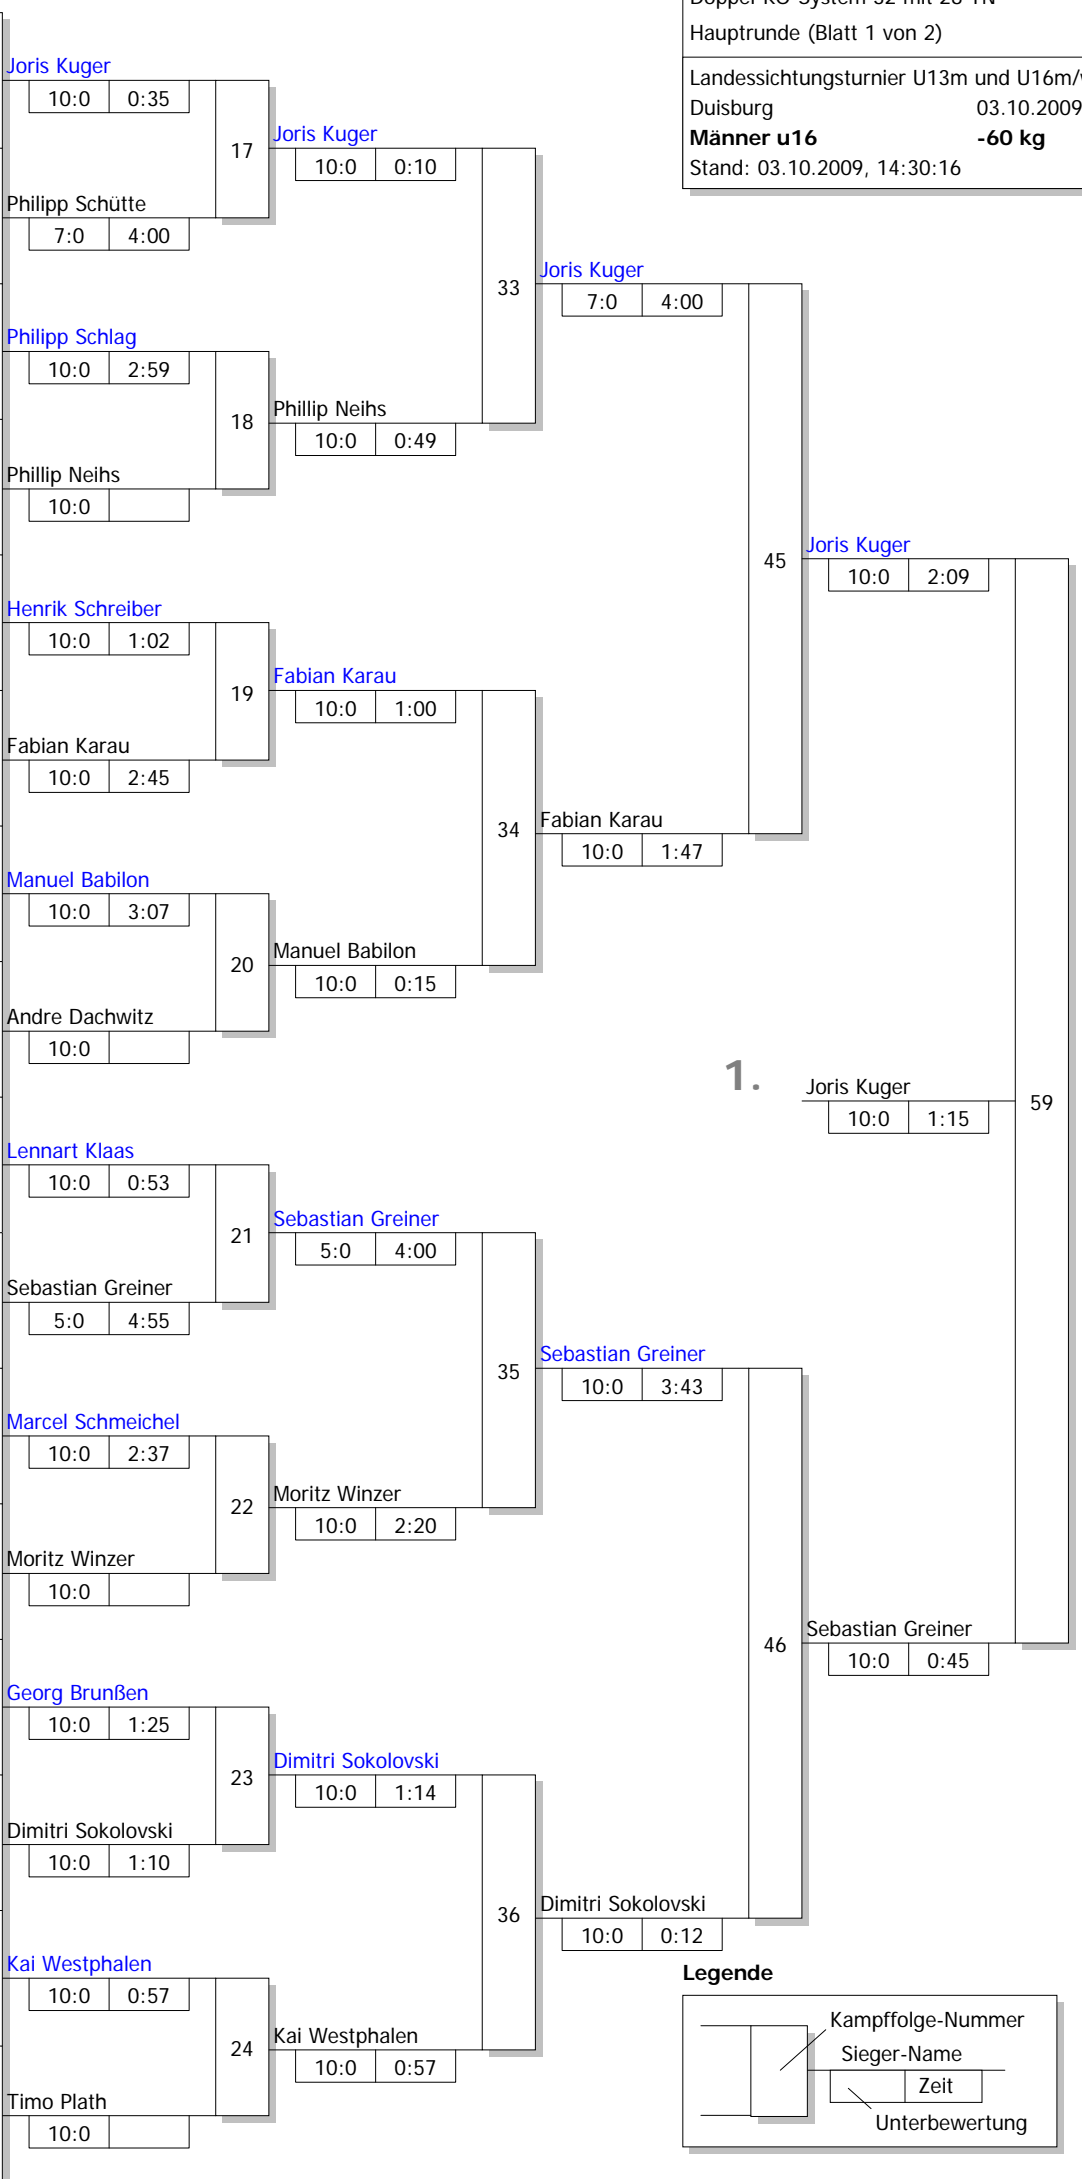 Hauptrunde (Blatt 1 von 2)
Landessichtungsturnier U13m und U16m/
Duisburg 03.10.2009
Männer u16 -60 kg
Stand: 03.10.2009, 14:30:16
Joris Kuger
10:0 0:35
17
Joris Kuger
10:0 0:10
Philipp Schütte
7:0 4:00
33
Joris Kuger
7:0 4:00
Philipp Schlag
10:0 2:59
18
Phillip Neihs
10:0 0:49
Phillip Neihs
10:0
45
Joris Kuger
10:0 2:09
Henrik Schreiber
10:0 1:02
19
Fabian Karau
10:0 1:00
Fabian Karau
10:0 2:45
34
Fabian Karau
10:0 1:47
Manuel Babilon
10:0 3:07
20
Manuel Babilon
10:0 0:15
Andre Dachwitz
10:0
1.
Joris Kuger
10:0 1:15
59
Lennart Klaas
10:0 0:53
21
Sebastian Greiner
5:0 4:00
Sebastian Greiner
5:0 4:55
35
Sebastian Greiner
10:0 3:43
Marcel Schmeichel
10:0 2:37
22
Moritz Winzer
10:0 2:20
Moritz Winzer
10:0
46
Sebastian Greiner
10:0 0:45
Georg Brunßen
10:0 1:25
23
Dimitri Sokolovski
10:0 1:14
Dimitri Sokolovski
10:0 1:10
36
Dimitri Sokolovski
10:0 0:12
Kai Westphalen
10:0 0:57
24
Kai Westphalen
10:0 0:57
Timo Plath
10:0
Legende
Kampffolge-Nummer
Sieger-Name
Zeit
Unterbewertung